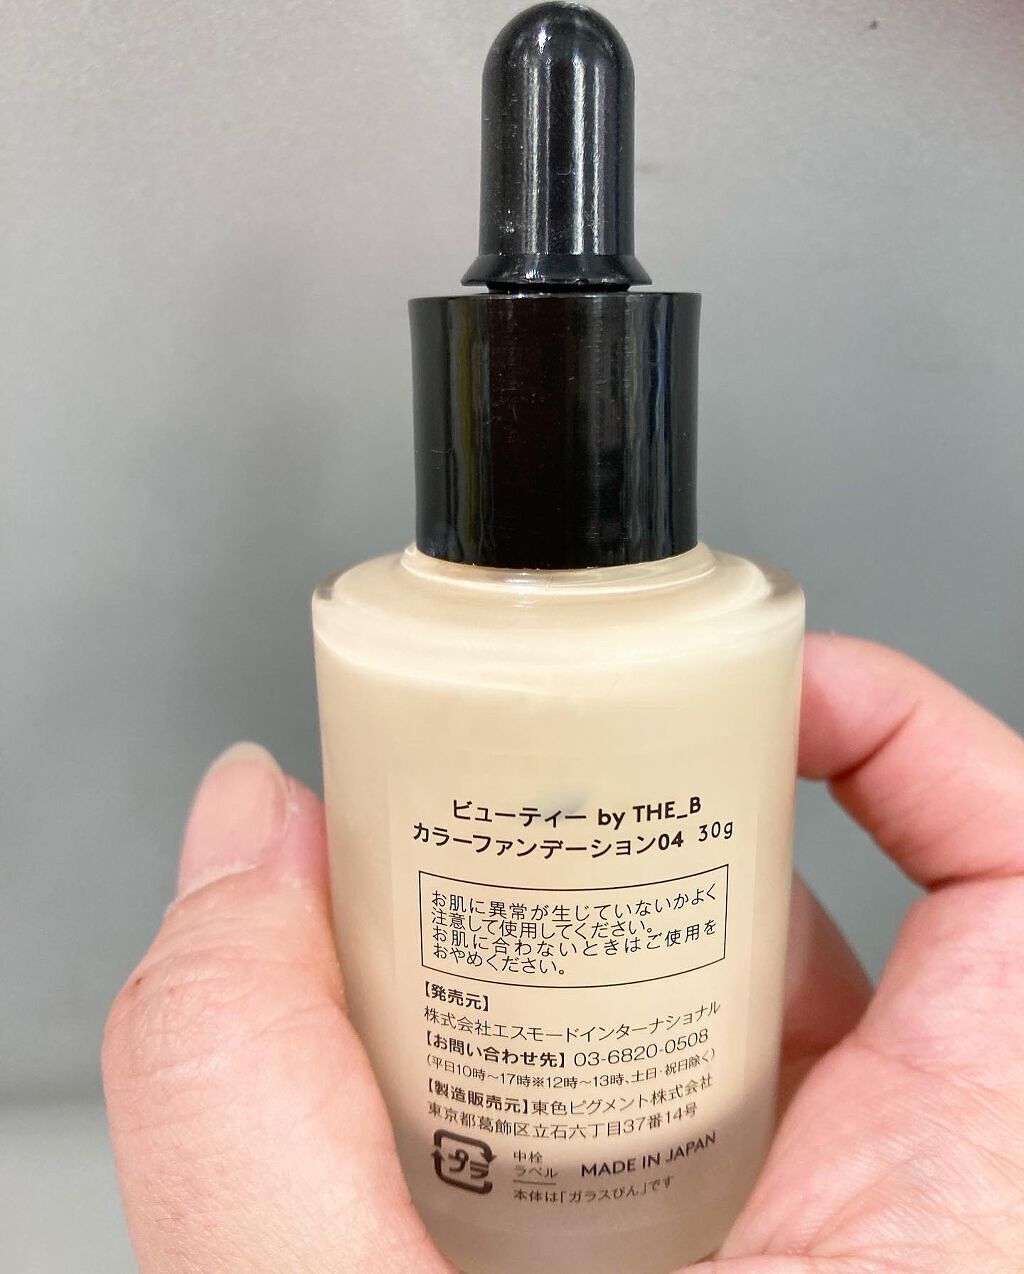 ビューティー by THE_B
カラーファンデーション04 30g
お肌に異常が生じていないかよく
注意して使用してください。
お肌に合わないときはご使用を
おやめください。
【発売元】
株式会社エスモードインターナショナル
【お問い合わせ先】03-6820-0508
(平日10時～17時※12時～13時、土日・祝日除く)
【製造販売元】東色ピグメント株式会社
東京都葛飾区立石六丁目37番14号
プラ
中栓
ラベル
MADE IN JAPAN
本体は「ガラスびん」です